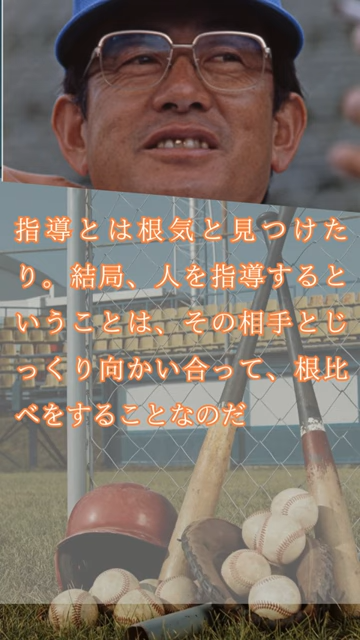 指導とは根気と見つけた
り。結局、人を指導すると
いうことは、その相手とじ
っくり向かい合って、根比
べをすることなのだ